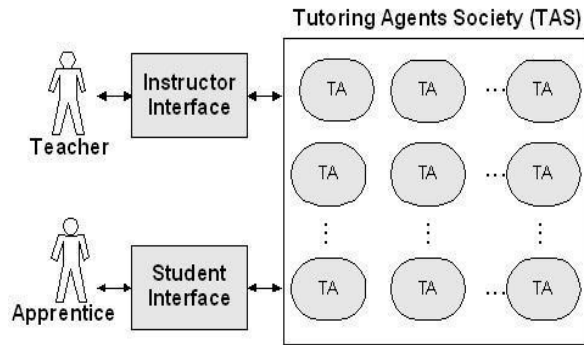 Tutoring Agents Society (TAS)
Instructor
Interface
TA TA ... TA
Teacher
TA TA ... TA
Student
Interface
TA TA ... TA
Apprentice